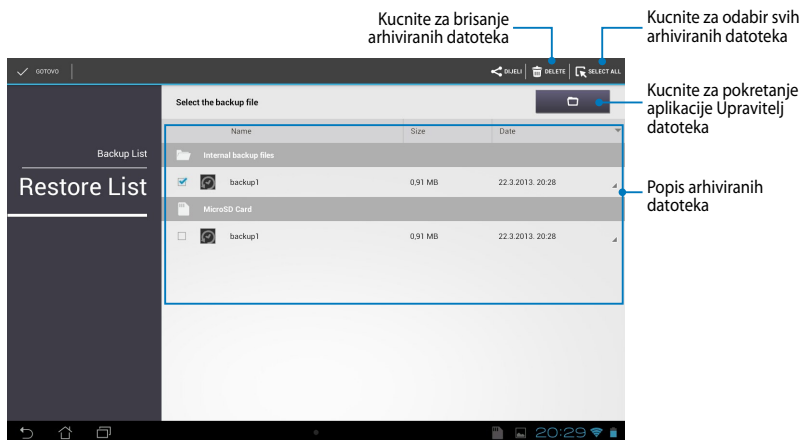 Kucnite za brisanje
arhiviranih datoteka
Kucnite za odabir svih
arhiviranih datoteka
GOTOVO
DIJELI
DELETE
SELECT ALL
Select the backup file
Kucnite za pokretanje
aplikacije Upravitelj
datoteka
Name Size Date
Backup List
Internal backup files
Restore List
backup1 0,91 MB 22.3.2013. 20:28
Popis arhiviranih
datoteka
MicroSD Card
backup1 0,91 MB 22.3.2013. 20:28
20:29